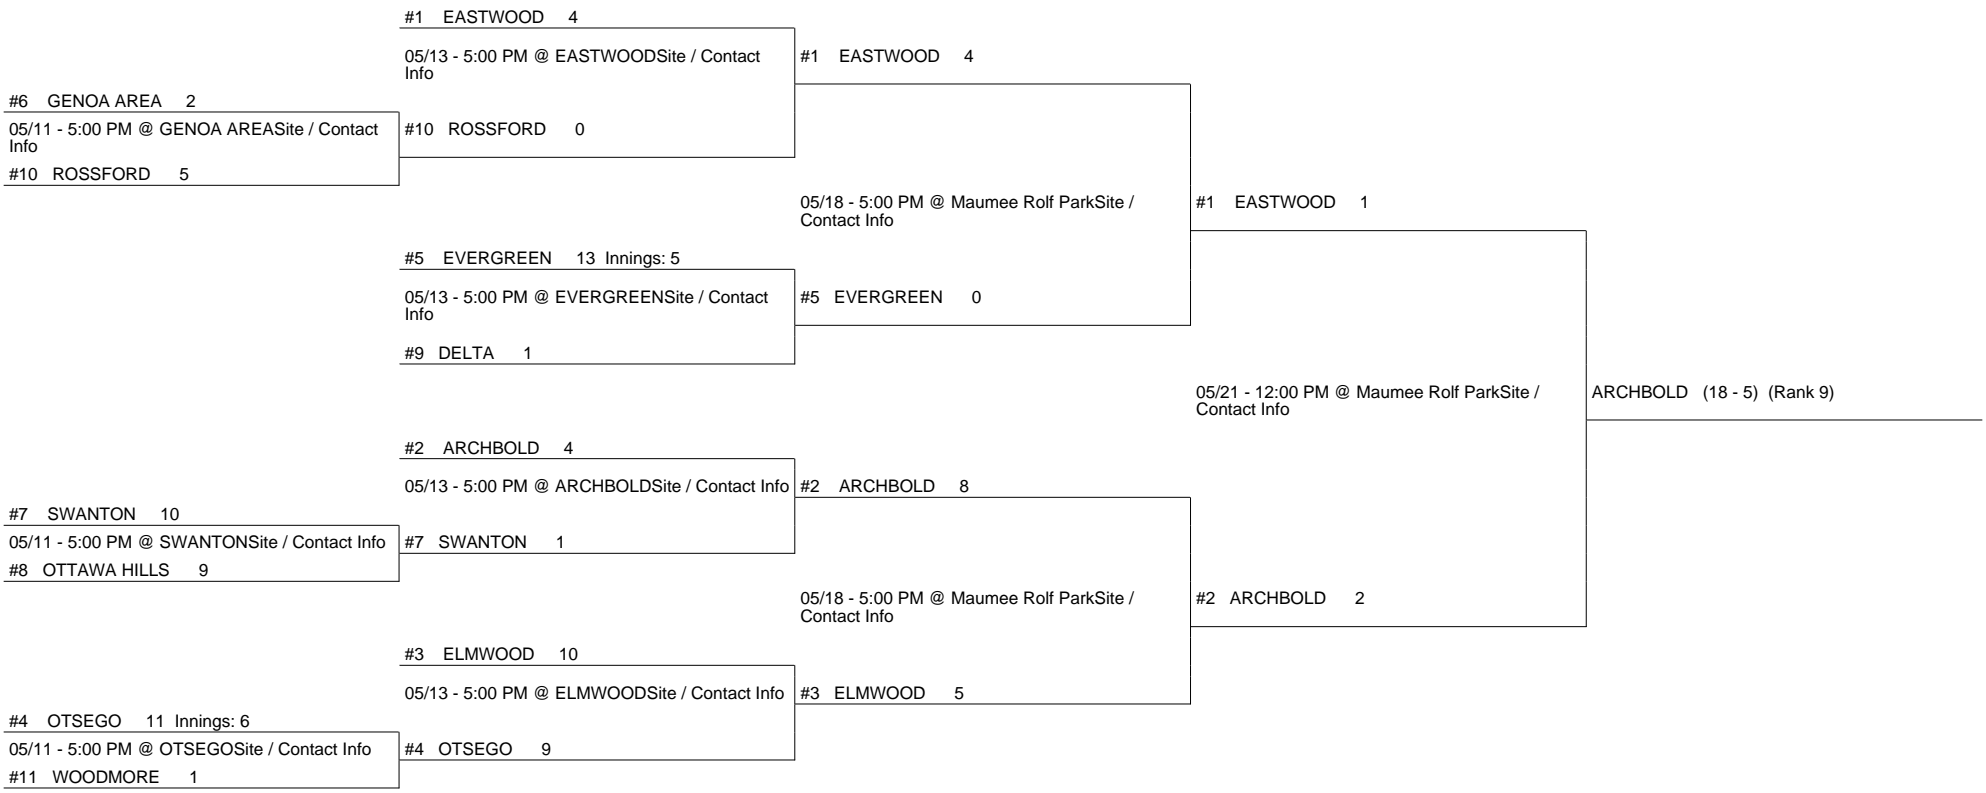 #1 EASTWOOD 4
05/13 - 5:00 PM @ EASTWOODSite / Contact
Info
#1 EASTWOOD 4
#6 GENOA AREA 2
05/11 - 5:00 PM @ GENOA AREASite / Contact
Info
#10 ROSSFORD 0
#10 ROSSFORD 5
05/18 - 5:00 PM @ Maumee Rolf ParkSite /
Contact Info
#1 EASTWOOD 1
#5 EVERGREEN 13 Innings: 5
05/13 - 5:00 PM @ EVERGREENSite / Contact
Info
#5 EVERGREEN 0
#9 DELTA 1
05/21 - 12:00 PM @ Maumee Rolf ParkSite /
Contact Info
ARCHBOLD (18 - 5) (Rank 9)
#2 ARCHBOLD 4
05/13 - 5:00 PM @ ARCHBOLDSite / Contact Info
#2 ARCHBOLD 8
#7 SWANTON 10
05/11 - 5:00 PM @ SWANTONSite / Contact Info
#7 SWANTON 1
#8 OTTAWA HILLS 9
05/18 - 5:00 PM @ Maumee Rolf ParkSite /
Contact Info
#2 ARCHBOLD 2
#3 ELMWOOD 10
05/13 - 5:00 PM @ ELMWOODSite / Contact Info
#3 ELMWOOD 5
#4 OTSEGO 11 Innings: 6
05/11 - 5:00 PM @ OTSEGOSite / Contact Info
#4 OTSEGO 9
#11 WOODMORE 1